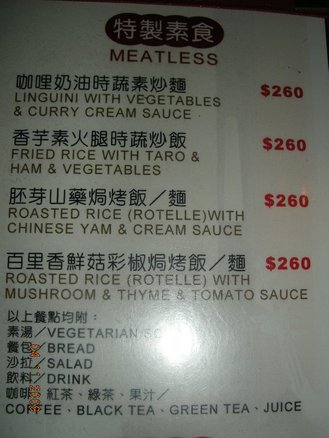 特製素食
MEATLESS
咖哩奶油時蔬素炒麵
LINGUINI WITH VEGETABLES $260
& CURRY CREAM SAUCE
香芋素火腿時蔬炒飯
FRIED RICE WITH TARO & $260
HAM & VEGETABLES
胚芽山藥焗烤飯／麵 $260
ROASTED RICE (ROTELLE)WITH
CHINESE YAM & CREAM SAUCE
百里香鮮菇彩椒焗烤飯／麵 $260
ROASTED RICE (ROTELLE) WITH
MUSHROOM & THYME & TOMATO SAUCE
以上餐點均附：
素湯／VEGETARIAN
餐包／BREAD
沙拉／SALAD
飲料／DRINK
咖啡、紅茶、綠茶、果汁／
COFFEE、BLACK TEA、GREEN TEA、JUICE